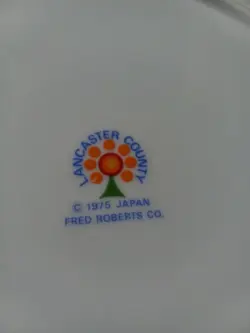 LANCASTER COUNTY
© 1975 JAPAN
FRED ROBERTS CO.